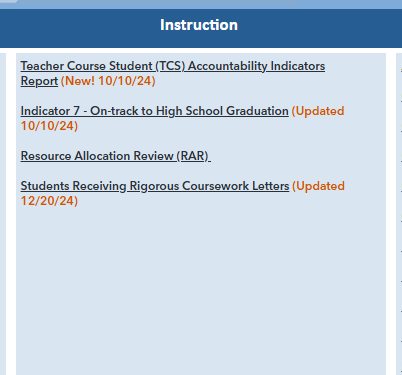 Instruction
Teacher Course Student (TCS) Accountability Indicators
Report (New! 10/10/24)
Indicator 7 - On-track to High School Graduation (Updated
10/10/24)
Resource Allocation Review (RAR)
Students Receiving Rigorous Coursework Letters (Updated
12/20/24)